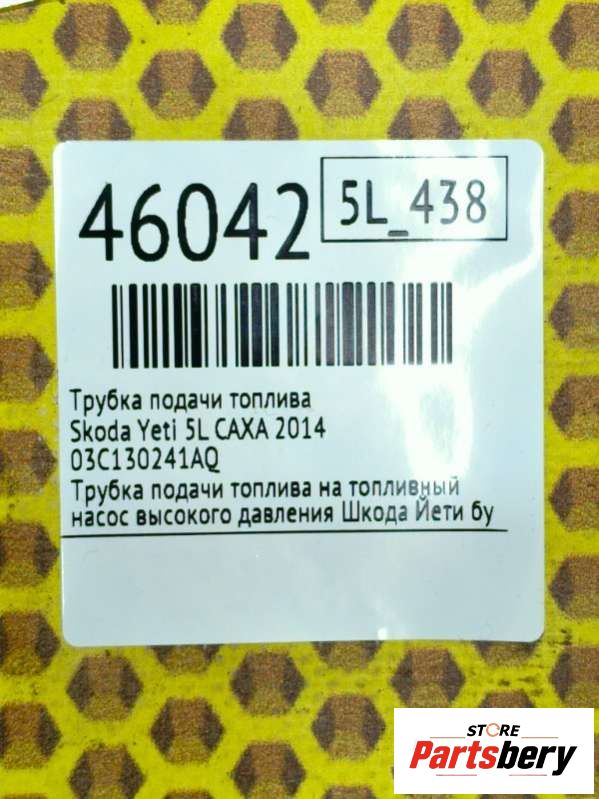 46042
5L_438
Трубка подачи топлива
Skoda Yeti 5L CAXA 2014
03C130241AQ
Трубка подачи топлива на топливный
насос высокого давления Шкода Йети бу
STORE
Partsbery